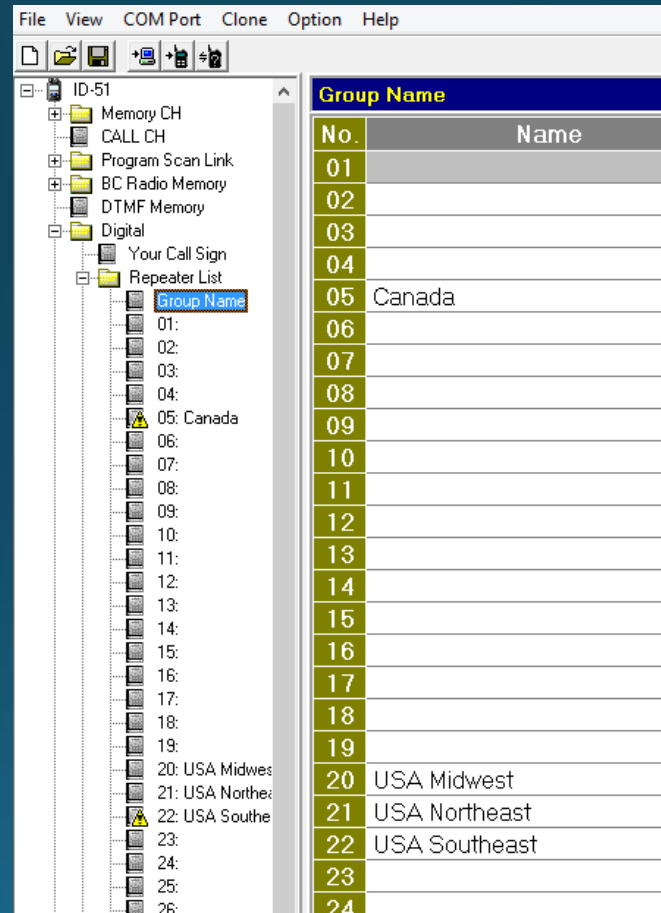 File View COM Port Clone Option Help
ID-51
Memory CH
CALL CH
Program Scan Link
BC Radio Memory
DTMF Memory
Digital
Your Call Sign
Repeater List
Group Name
01:
02:
03:
04:
05: Canada
06:
07:
08:
09:
10:
11:
12:
13:
14:
15:
16:
17:
18:
19:
20: USA Midwes
21: USA Northea
22: USA Southe
23:
24:
25:
26:
Group Name
No. Name
01
02
03
04
05 Canada
06
07
08
09
10
11
12
13
14
15
16
17
18
19
20 USA Midwest
21 USA Northeast
22 USA Southeast
23
24